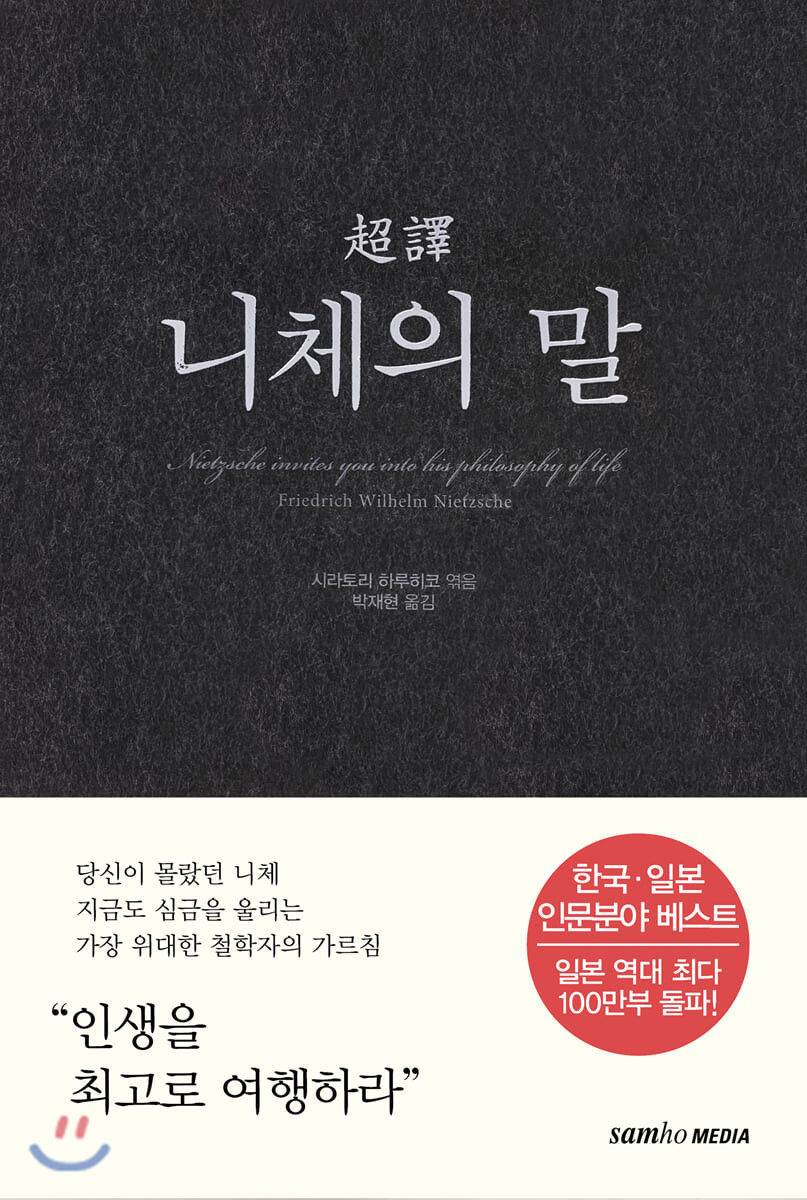 超譯
니체의 말
Nietzsche invites you into his philosophy of life
Friedrich Wilhelm Nietzsche
시라토리 하루히코 엮음
박재현 옮김
당신이 몰랐던 니체
지금도 심금을 울리는
가장 위대한 철학자의 가르침
“인생을
최고로 여행하라”
한국·일본
인문분야 베스트
일본 역대 최다
100만부 돌파!
samho MEDIA